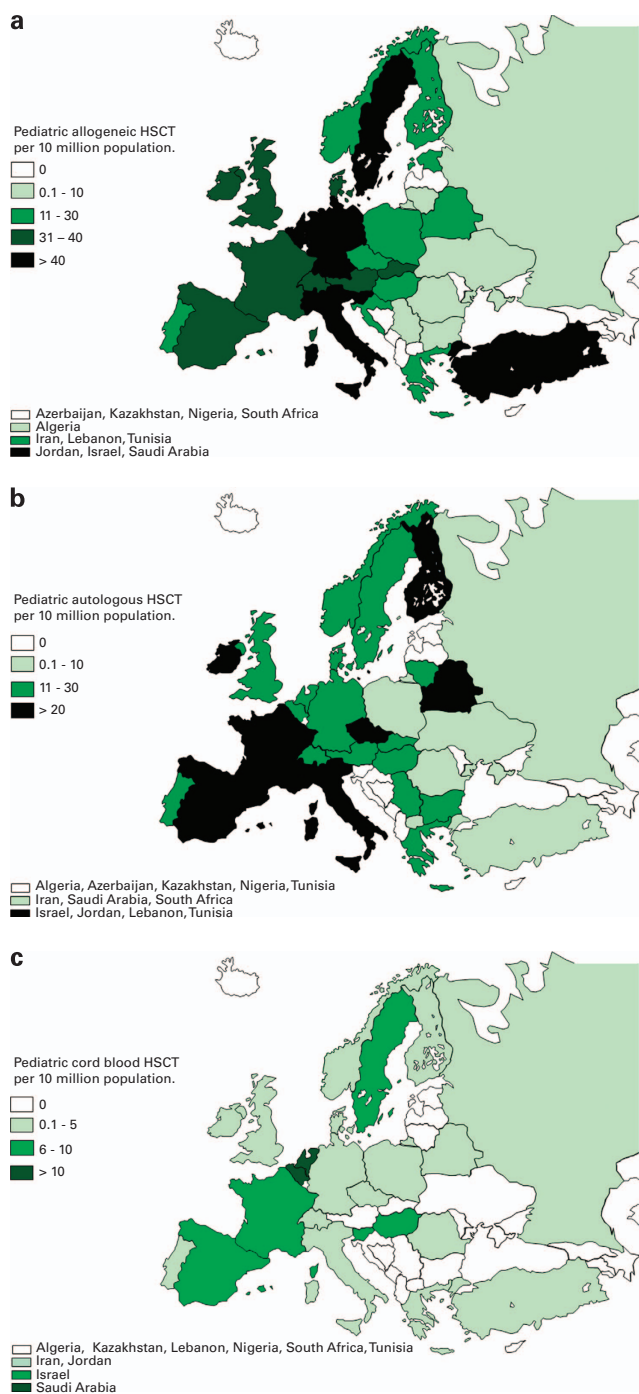 a
Pediatric allogeneic HSCT
per 10 million population.
0
0.1 - 10
11 - 30
31 – 40
> 40
Azerbaijan, Kazakhstan, Nigeria, South Africa
Algeria
Iran, Lebanon, Tunisia
Jordan, Israel, Saudi Arabia
b
Pediatric autologous HSCT
per 10 million population.
0
0.1 - 10
11 - 30
> 20
Algeria, Azerbaijan, Kazakhstan, Nigeria, Tunisia
Iran, Saudi Arabia, South Africa
Israel, Jordan, Lebanon, Tunisia
c
Pediatric cord blood HSCT
per 10 million population.
0
0.1 - 5
6 - 10
> 10
Algeria, Kazakhstan, Lebanon, Nigeria, South Africa, Tunisia
Iran, Jordan
Israel
Saudi Arabia